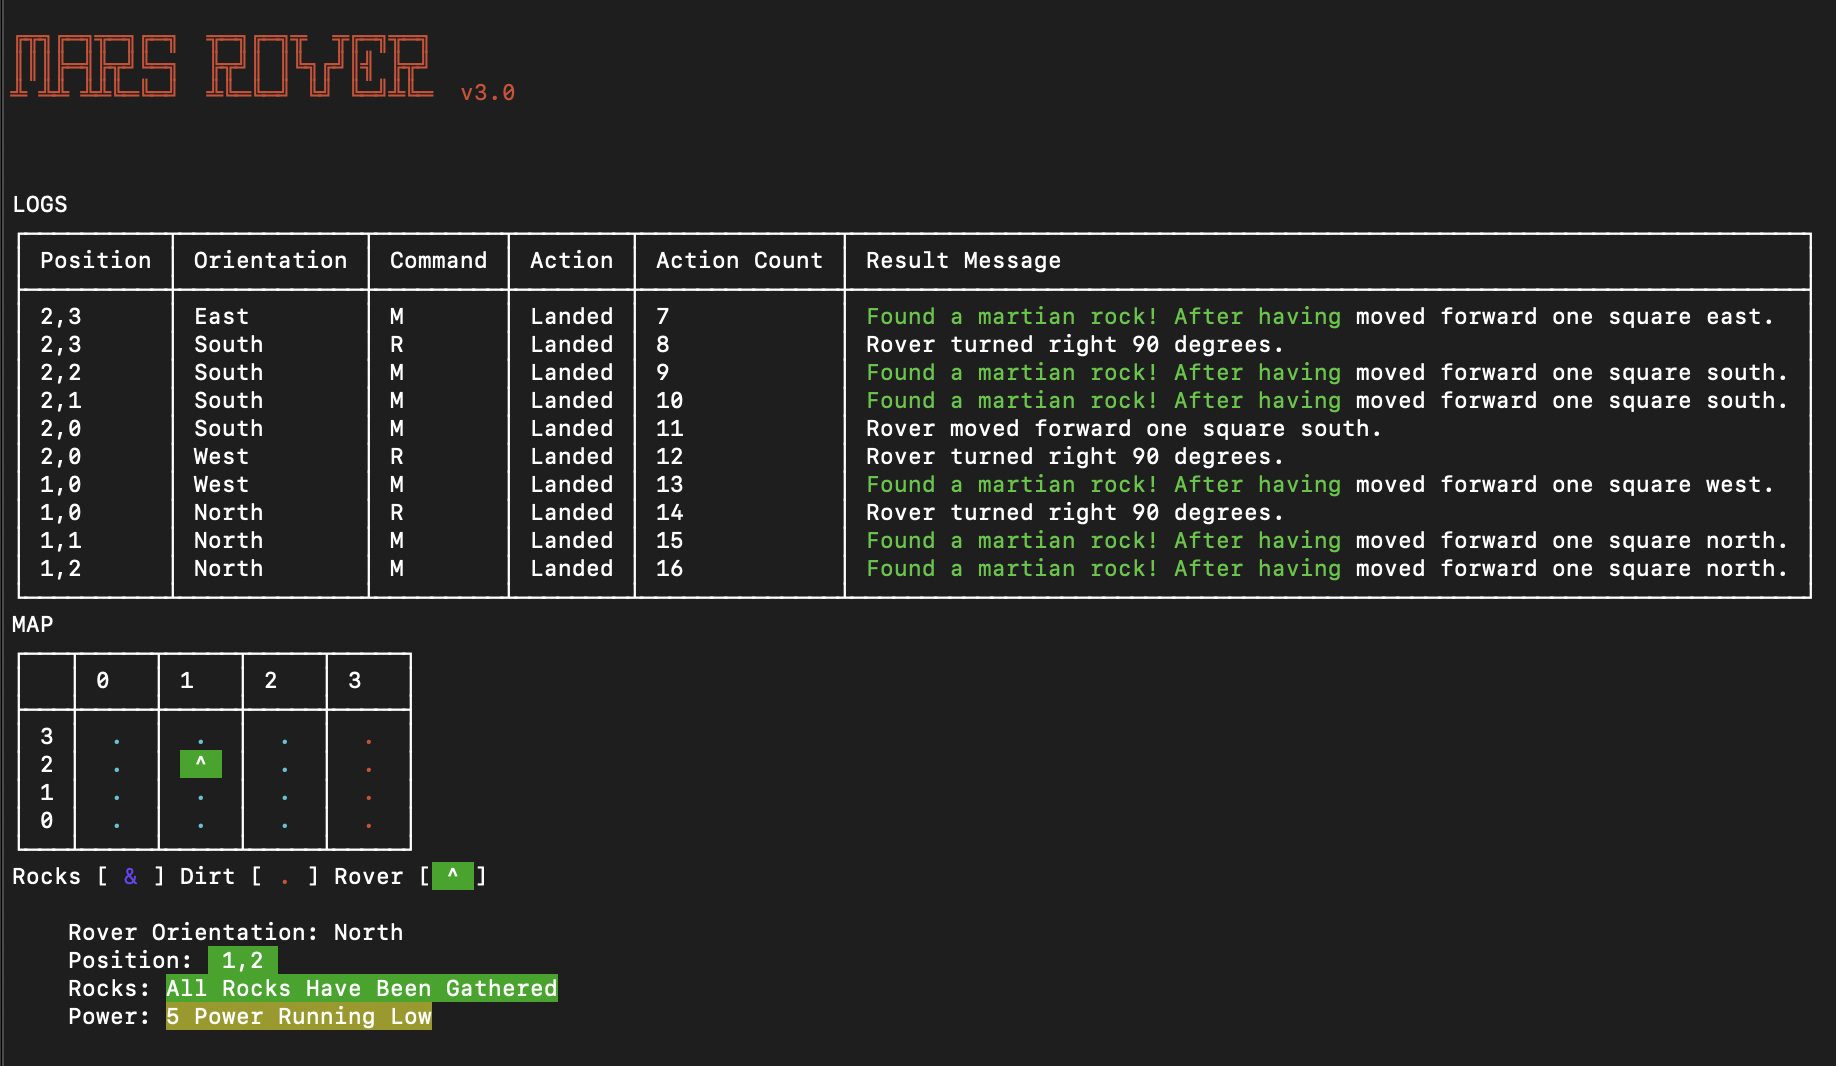 MARS ROVER v3.0
LOGS
Position Orientation Command Action Action Count Result Message
2,3 East M Landed 7 Found a martian rock! After having moved forward one square east.
2,3 South R Landed 8 Rover turned right 90 degrees.
2,2 South M Landed 9 Found a martian rock! After having moved forward one square south.
2,1 South M Landed 10 Found a martian rock! After having moved forward one square south.
2,0 South M Landed 11 Rover moved forward one square south.
2,0 West R Landed 12 Rover turned right 90 degrees.
1,0 West M Landed 13 Found a martian rock! After having moved forward one square west.
1,0 North R Landed 14 Rover turned right 90 degrees.
1,1 North M Landed 15 Found a martian rock! After having moved forward one square north.
1,2 North M Landed 16 Found a martian rock! After having moved forward one square north.
MAP
0 1 2 3
3 . . . .
2 . ^ . .
1 . . . .
0 . . . .
Rocks [ & ] Dirt [ . ] Rover [ ^ ]
Rover Orientation: North
Position: 1,2
Rocks: All Rocks Have Been Gathered
Power: 5 Power Running Low